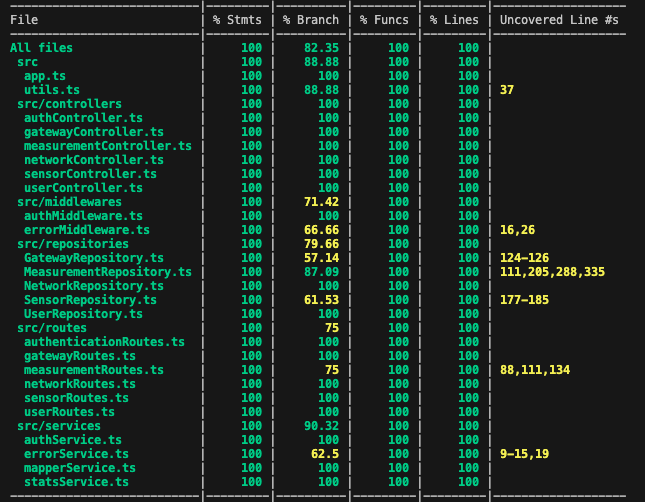 File | % Stmts | % Branch | % Funcs | % Lines | Uncovered Line #s
All files | 100 | 82.35 | 100 | 100 |
src | 100 | 88.88 | 100 | 100 |
app.ts | 100 | 100 | 100 | 100 |
utils.ts | 100 | 88.88 | 100 | 100 | 37
src/controllers | 100 | 100 | 100 | 100 |
authController.ts | 100 | 100 | 100 | 100 |
gatewayController.ts | 100 | 100 | 100 | 100 |
measurementController.ts | 100 | 100 | 100 | 100 |
networkController.ts | 100 | 100 | 100 | 100 |
sensorController.ts | 100 | 100 | 100 | 100 |
userController.ts | 100 | 100 | 100 | 100 |
src/middlewares | 100 | 71.42 | 100 | 100 |
authMiddleware.ts | 100 | 100 | 100 | 100 |
errorMiddleware.ts | 100 | 66.66 | 100 | 100 | 16,26
src/repositories | 100 | 79.66 | 100 | 100 |
GatewayRepository.ts | 100 | 57.14 | 100 | 100 | 124-126
MeasurementRepository.ts | 100 | 87.09 | 100 | 100 | 111,205,288,335
NetworkRepository.ts | 100 | 100 | 100 | 100 |
SensorRepository.ts | 100 | 61.53 | 100 | 100 | 177-185
UserRepository.ts | 100 | 100 | 100 | 100 |
src/routes | 100 | 75 | 100 | 100 |
authenticationRoutes.ts | 100 | 100 | 100 | 100 |
gatewayRoutes.ts | 100 | 100 | 100 | 100 |
measurementRoutes.ts | 100 | 75 | 100 | 100 | 88,111,134
networkRoutes.ts | 100 | 100 | 100 | 100 |
sensorRoutes.ts | 100 | 100 | 100 | 100 |
userRoutes.ts | 100 | 100 | 100 | 100 |
src/services | 100 | 90.32 | 100 | 100 |
authService.ts | 100 | 100 | 100 | 100 |
errorService.ts | 100 | 62.5 | 100 | 100 | 9-15,19
mapperService.ts | 100 | 100 | 100 | 100 |
statsService.ts | 100 | 100 | 100 | 100 |